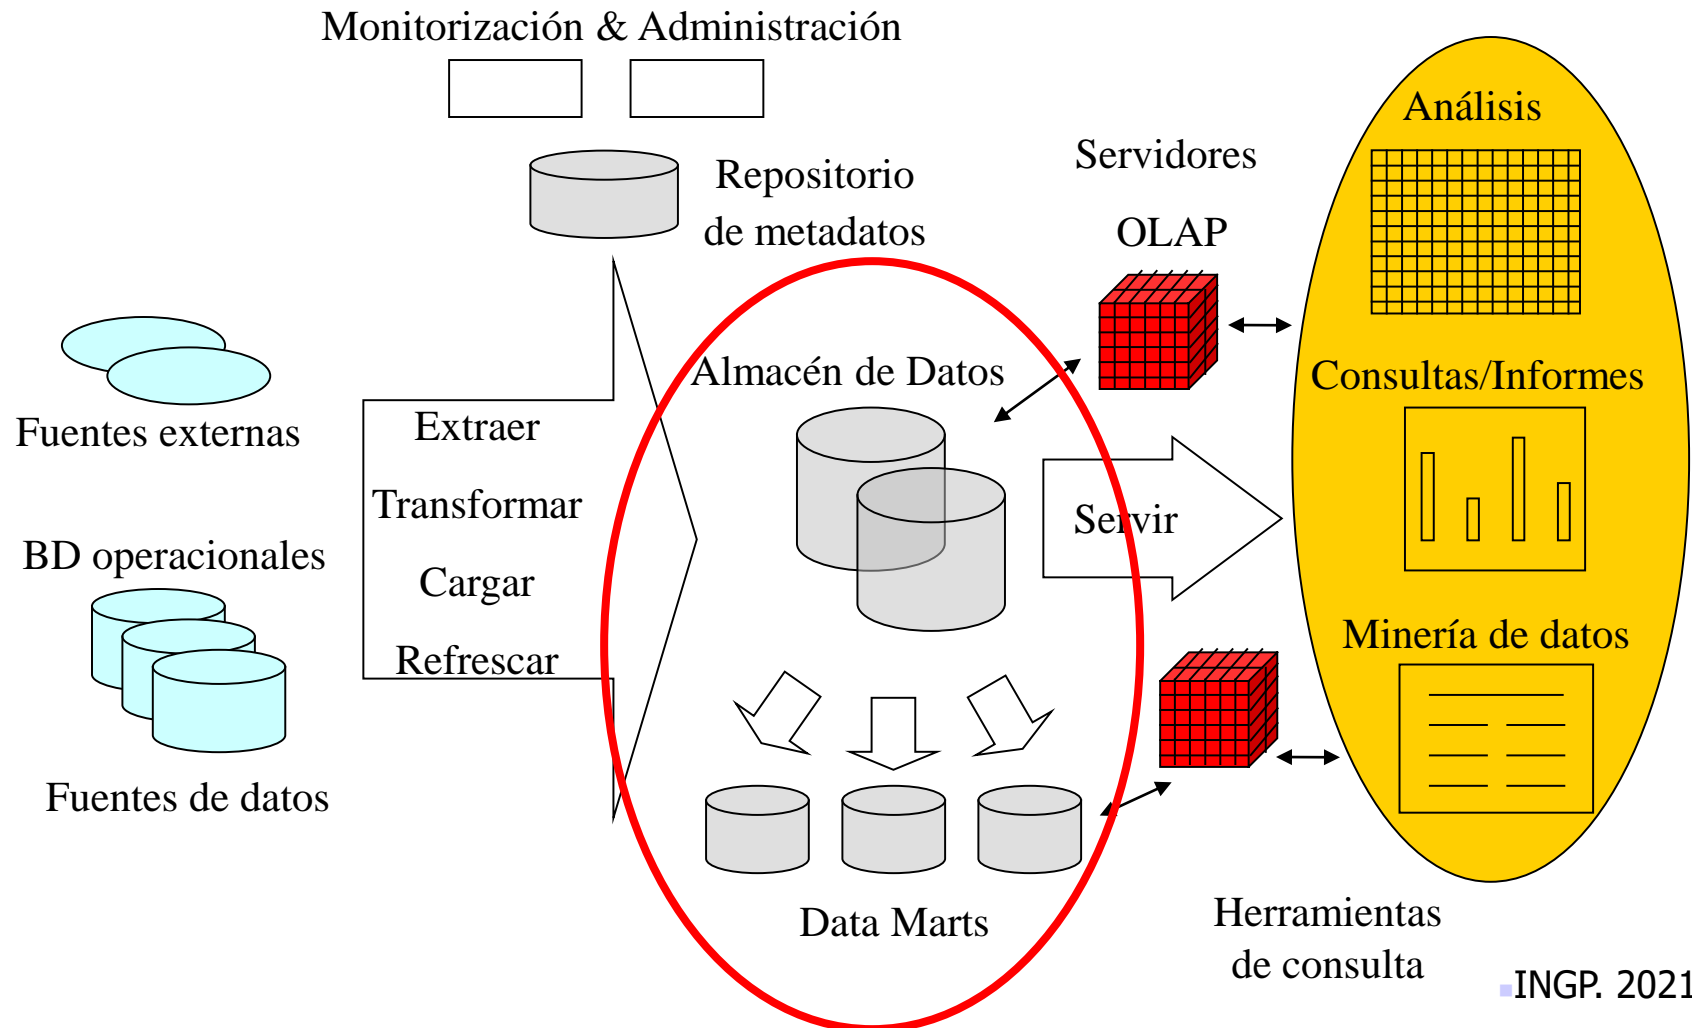 Monitorización & Administración
Repositorio
de metadatos
Servidores
OLAP
Análisis
Fuentes externas
BD operacionales
Fuentes de datos
Extraer
Transformar
Cargar
Refrescar
Almacén de Datos
Servir
Data Marts
Consultas/Informes
Minería de datos
Herramientas
de consulta
INGP. 2021